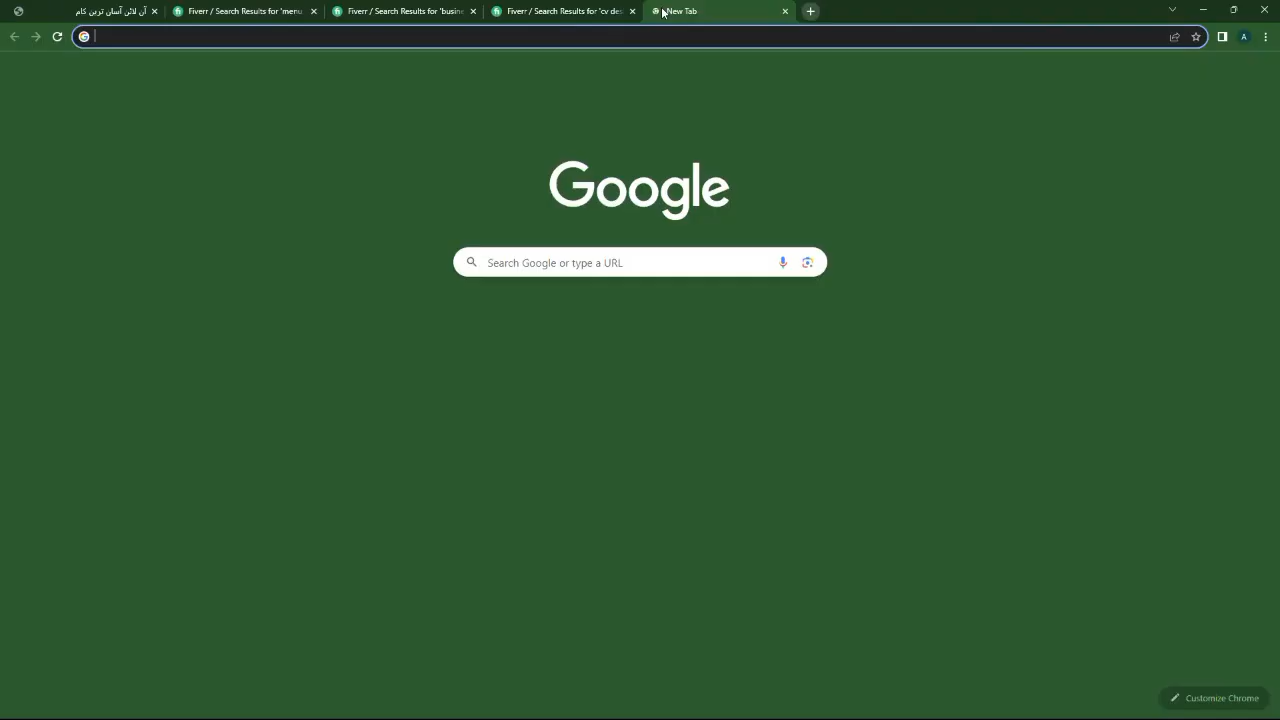 آن لائن آسان ترین کام
Fiverr / Search Results for 'menu
Fiverr / Search Results for 'busine
Fiverr / Search Results for 'cv des
New Tab
A
Google
Search Google or type a URL
Customize Chrome